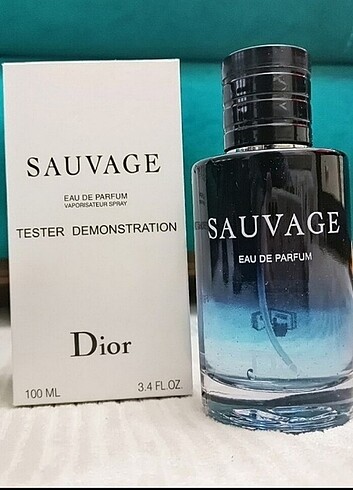 SAUVAGE
EAU DE PARFUM
VAPORISATEUR SPRAY
TESTER DEMONSTRATION
Dior
100 ML 3.4 FL.OZ.
SAUVAGE
EAU DE PARFUM